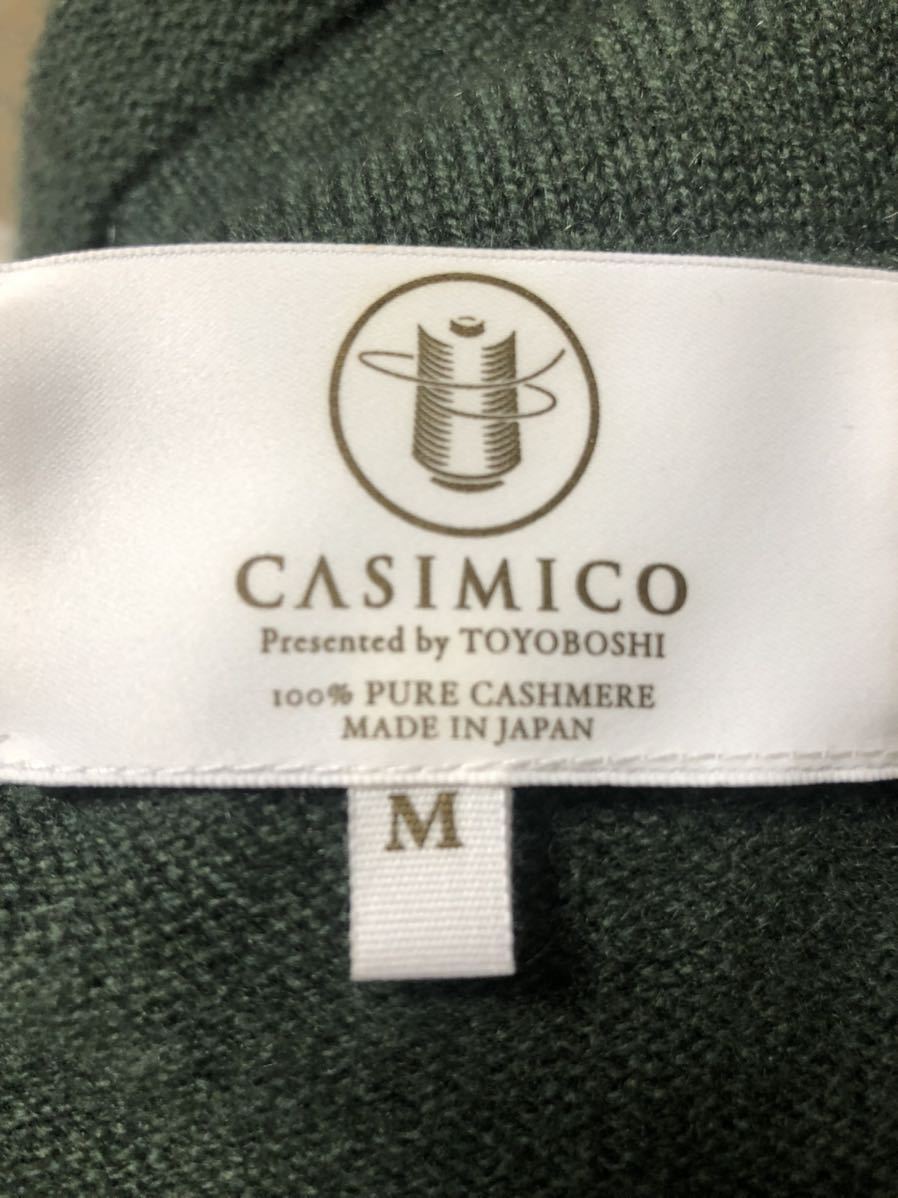 CASIMICO
Presented by TOYOBOSHI
100% PURE CASHMERE
MADE IN JAPAN
M